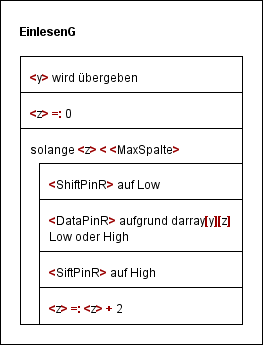 EinlesenG
<y> wird übergeben
<z> =: 0
solange <z> < <MaxSpalte>
<ShiftPinR> auf Low
<DataPinR> aufgrund darray[y][z]
Low oder High
<SiftPinR> auf High
<z> =: <z> + 2